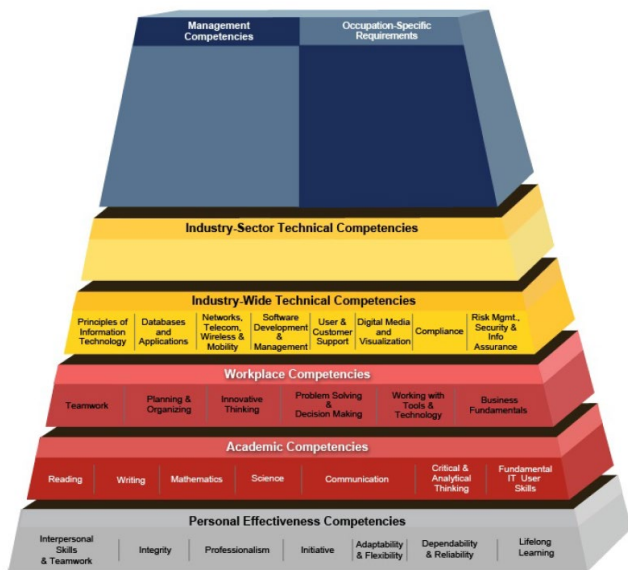 Management
Competencies
Occupation-Specific
Requirements
Industry-Sector Technical Competencies
Industry-Wide Technical Competencies
Principles of
Information
Technology
Databases
and
Applications
Networks,
Telecom,
Wireless &
Mobility
Software
Development
&
Management
User &
Customer
Support
Digital Media
and
Visualization
Compliance
Risk Mgmt.,
Security &
Info
Assurance
Workplace Competencies
Teamwork
Planning &
Organizing
Innovative
Thinking
Problem Solving
&
Decision Making
Working with
Tools &
Technology
Business
Fundamentals
Academic Competencies
Reading
Writing
Mathematics
Science
Communication
Critical &
Analytical
Thinking
Fundamental
IT User
Skills
Personal Effectiveness Competencies
Interpersonal
Skills
& Teamwork
Integrity
Professionalism
Initiative
Adaptability
& Flexibility
Dependability
& Reliability
Lifelong
Learning